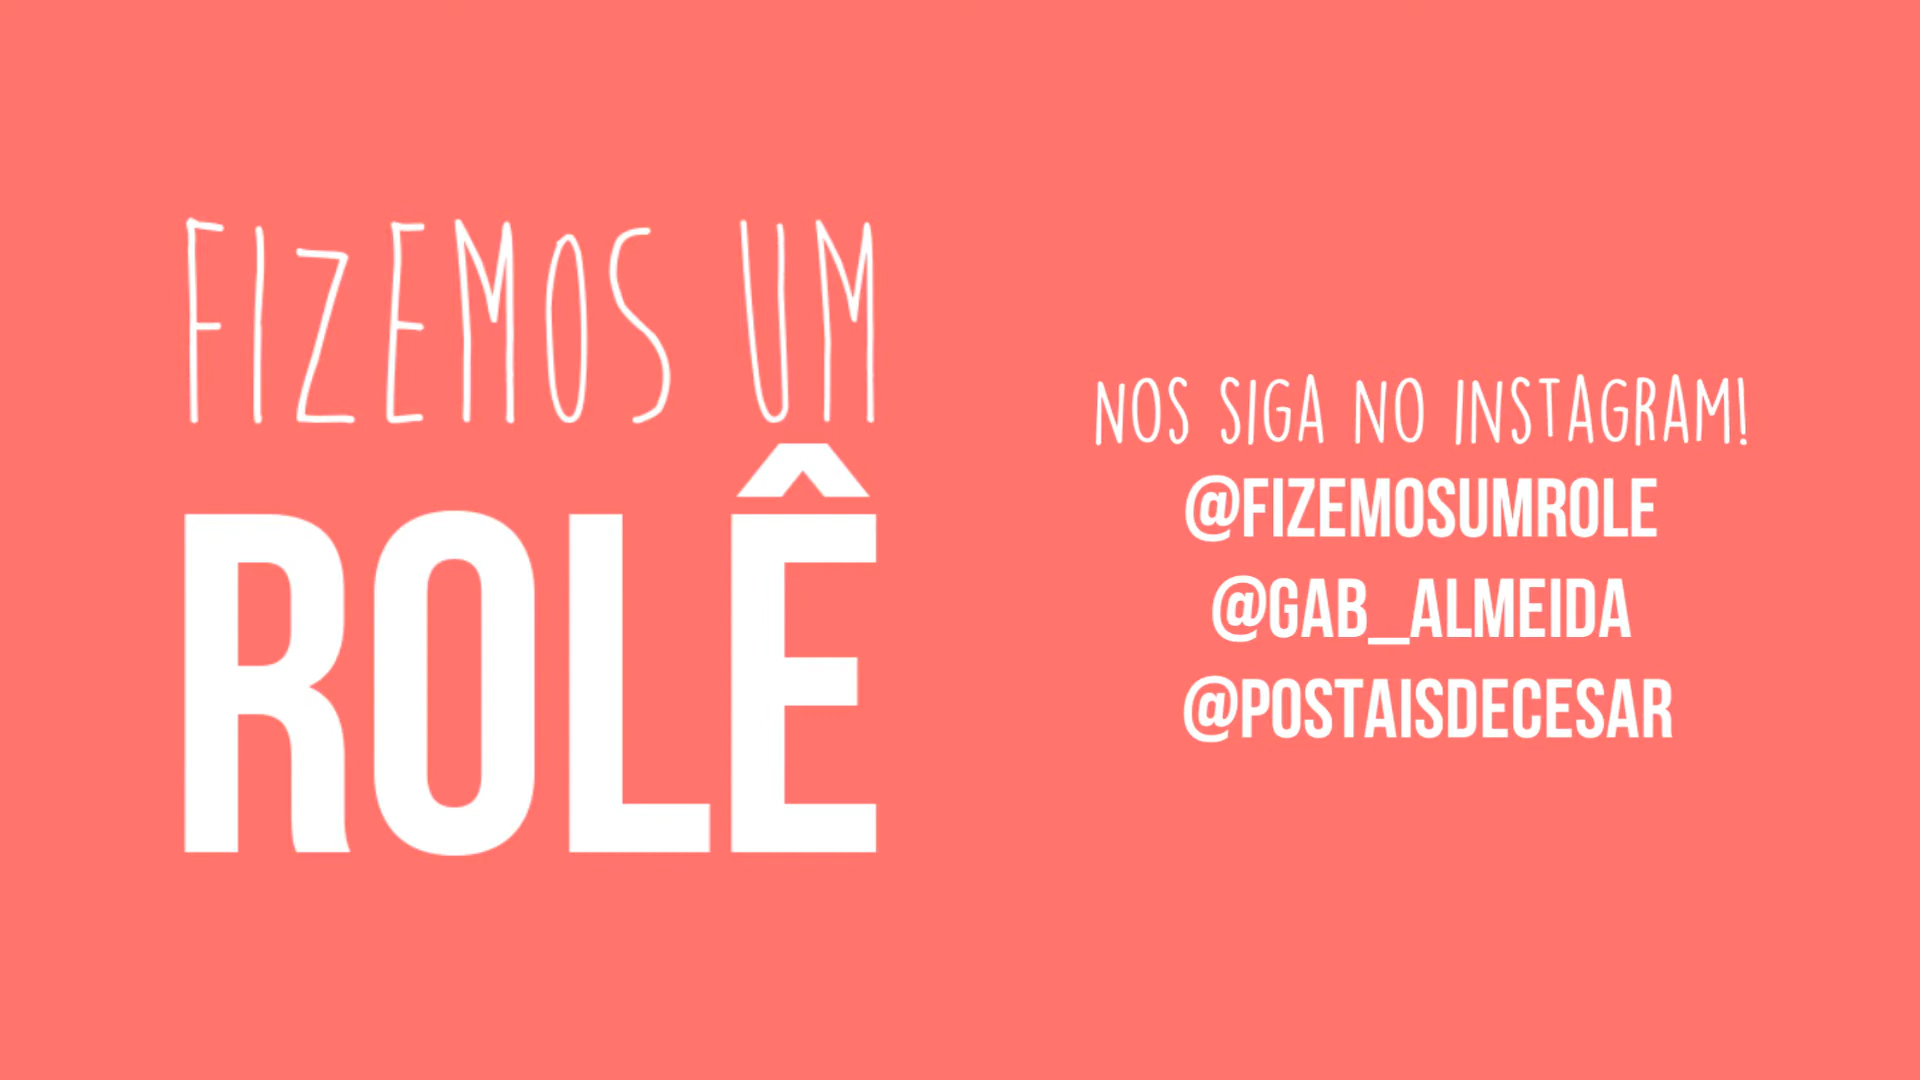 FIZEMOS UM
ROLÊ
NOS SIGA NO INSTAGRAM!
@FIZEMOSUMROLE
@GAB_ALMEIDA
@POSTAISDECESAR